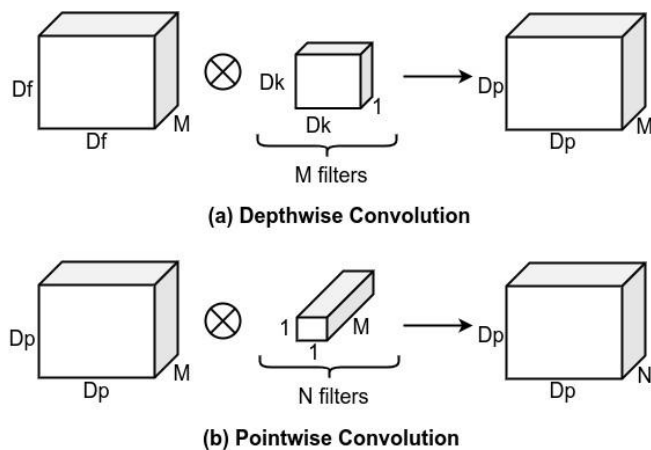 Df
Df
M
Dk
Dk
1
M filters
Dp
Dp
M
(a) Depthwise Convolution
Dp
Dp
M
1
1
M
N filters
Dp
Dp
N
(b) Pointwise Convolution